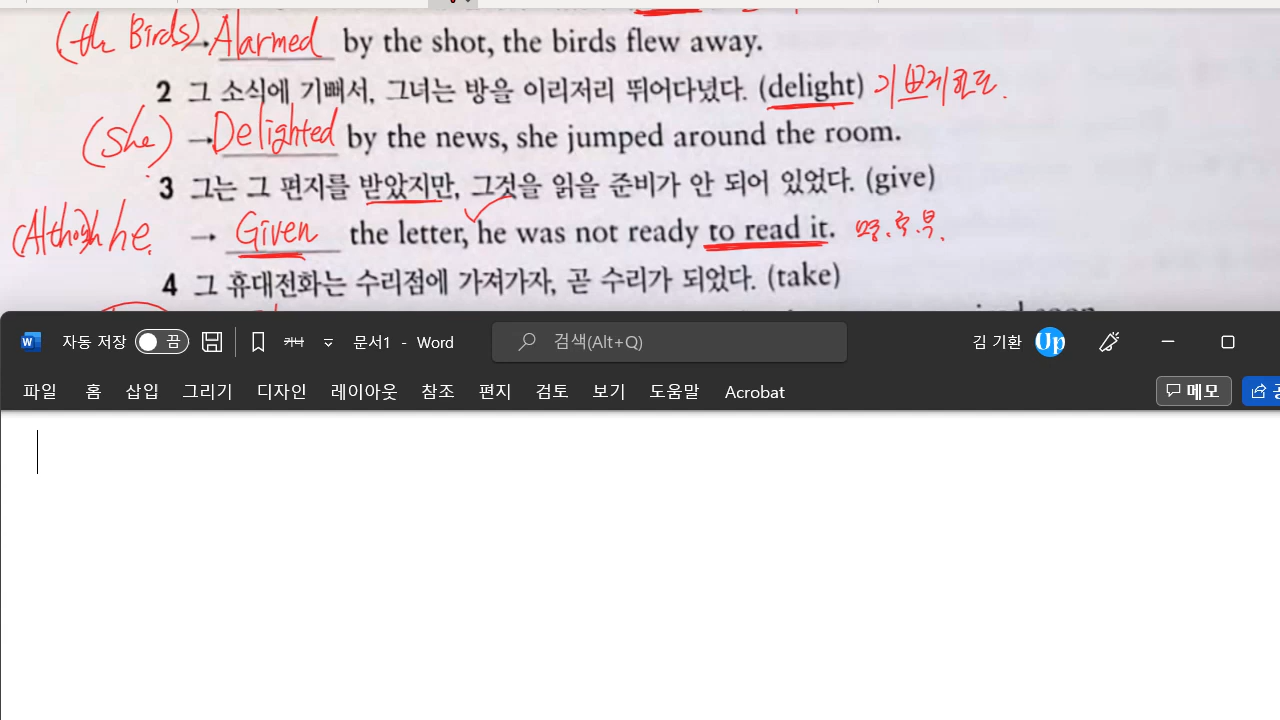 (the Birds) → Alarmed by the shot, the birds flew away.
2 그 소식에 기뻐서, 그녀는 방을 이리저리 뛰어다녔다. (delight) 기쁘게한다.
(She) → Delighted by the news, she jumped around the room.
3 그는 그 편지를 받았지만, 그것을 읽을 준비가 안 되어 있었다. (give)
(Although he. → Given the letter, he was not ready to read it.
4 그 휴대전화는 수리점에 가져가자, 곧 수리가 되었다. (take)
자동 저장 끔 가나 문서1 - Word 검색(Alt+Q) 김 기환 Up
파일 홈 삽입 그리기 디자인 레이아웃 참조 편지 검토 보기 도움말 Acrobat 메모